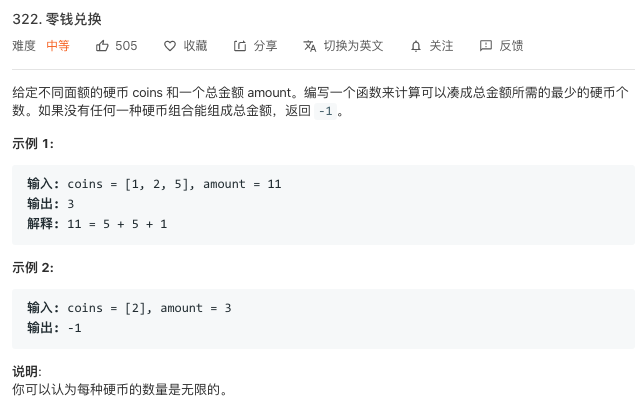 322. 零钱兑换
难度 中等 505 收藏 分享 切换为英文 关注 反馈
给定不同面额的硬币 coins 和一个总金额 amount。编写一个函数来计算可以凑成总金额所需的最少的硬币个
数。如果没有任何一种硬币组合能组成总金额，返回 -1。
示例 1:
输入: coins = [1, 2, 5], amount = 11
输出: 3
解释: 11 = 5 + 5 + 1
示例 2:
输入: coins = [2], amount = 3
输出: -1
说明:
你可以认为每种硬币的数量是无限的。